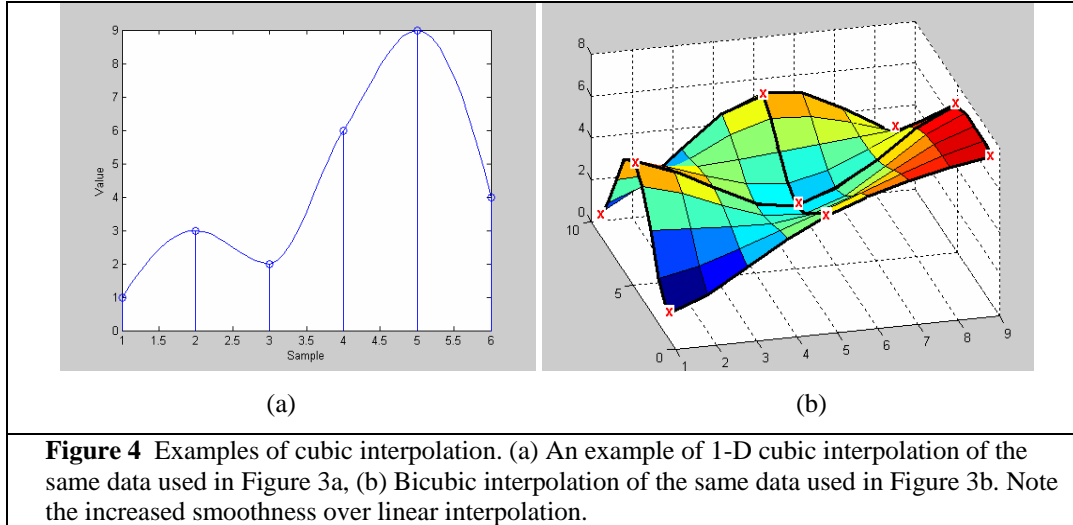 9
8
7
6
5
4
3
2
1
0
Value
1 1.5 2 2.5 3 3.5 4 4.5 5 5.5 6
Sample
8
6
4
2
0
10
5
0
1 2 3 4 5 6 7 8 9
x x x x x x x x x
(a) (b)
Figure 4 Examples of cubic interpolation. (a) An example of 1-D cubic interpolation of the
same data used in Figure 3a, (b) Bicubic interpolation of the same data used in Figure 3b. Note
the increased smoothness over linear interpolation.